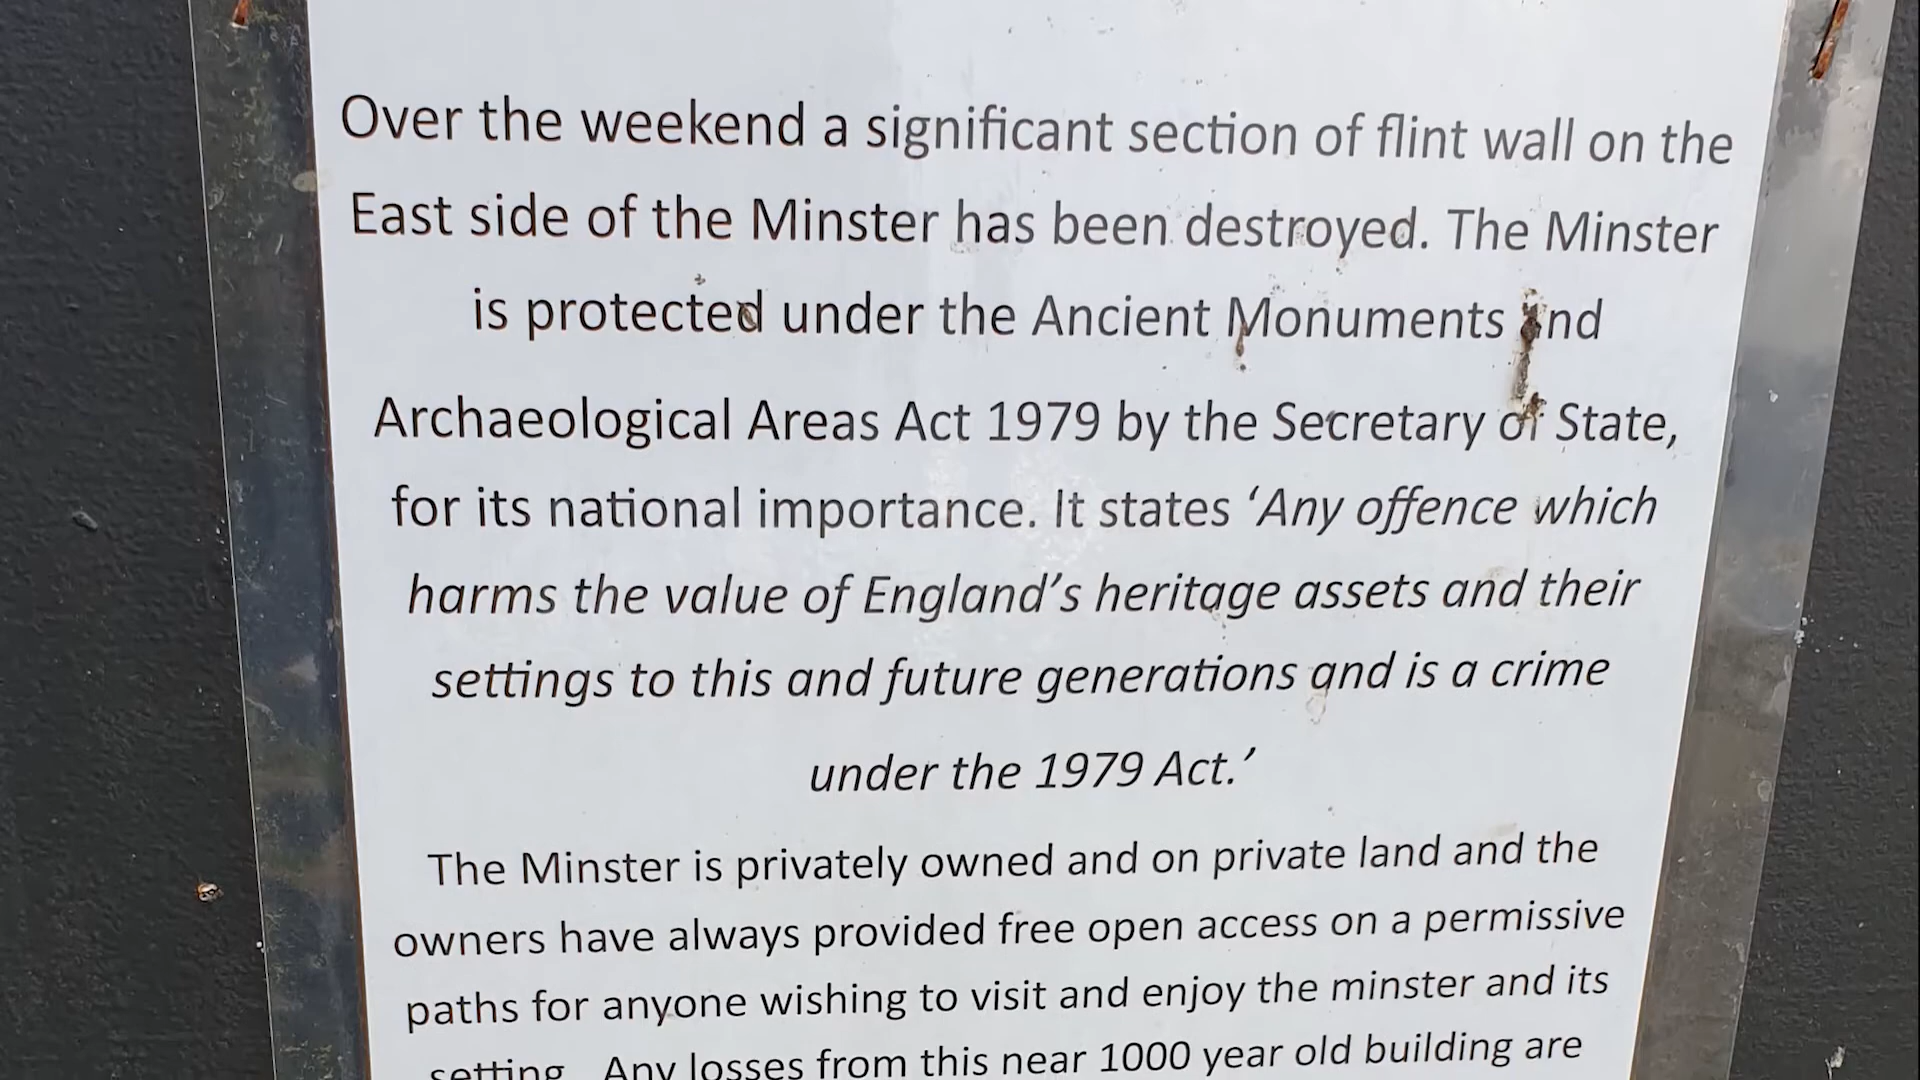 Over the weekend a significant section of flint wall on the
East side of the Minster has been destroyed. The Minster
is protected under the Ancient Monuments and
Archaeological Areas Act 1979 by the Secretary of State,
for its national importance. It states ‘Any offence which
harms the value of England’s heritage assets and their
settings to this and future generations and is a crime
under the 1979 Act.’
The Minster is privately owned and on private land and the
owners have always provided free open access on a permissive
paths for anyone wishing to visit and enjoy the minster and its
setting. Any losses from this near 1000 year old building are